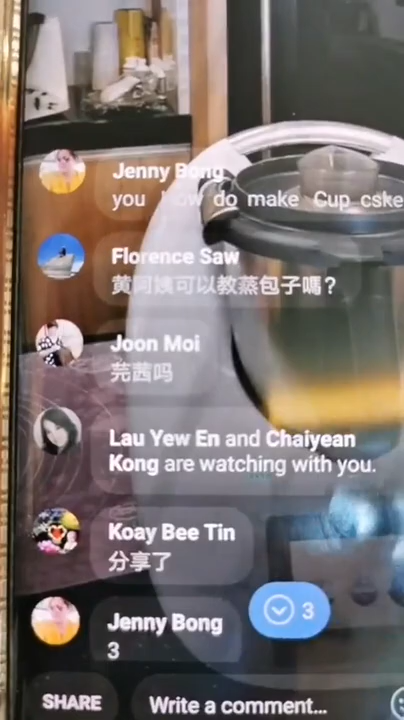 Jenny Bong
you how do make Cup cske
Florence Saw
黄阿姨可以教蒸包子嗎？
Joon Moi
芫茜吗
Lau Yew En and Chaiyean
Kong are watching with you.
Koay Bee Tin
分享了
Jenny Bong
3
3
SHARE
Write a comment...